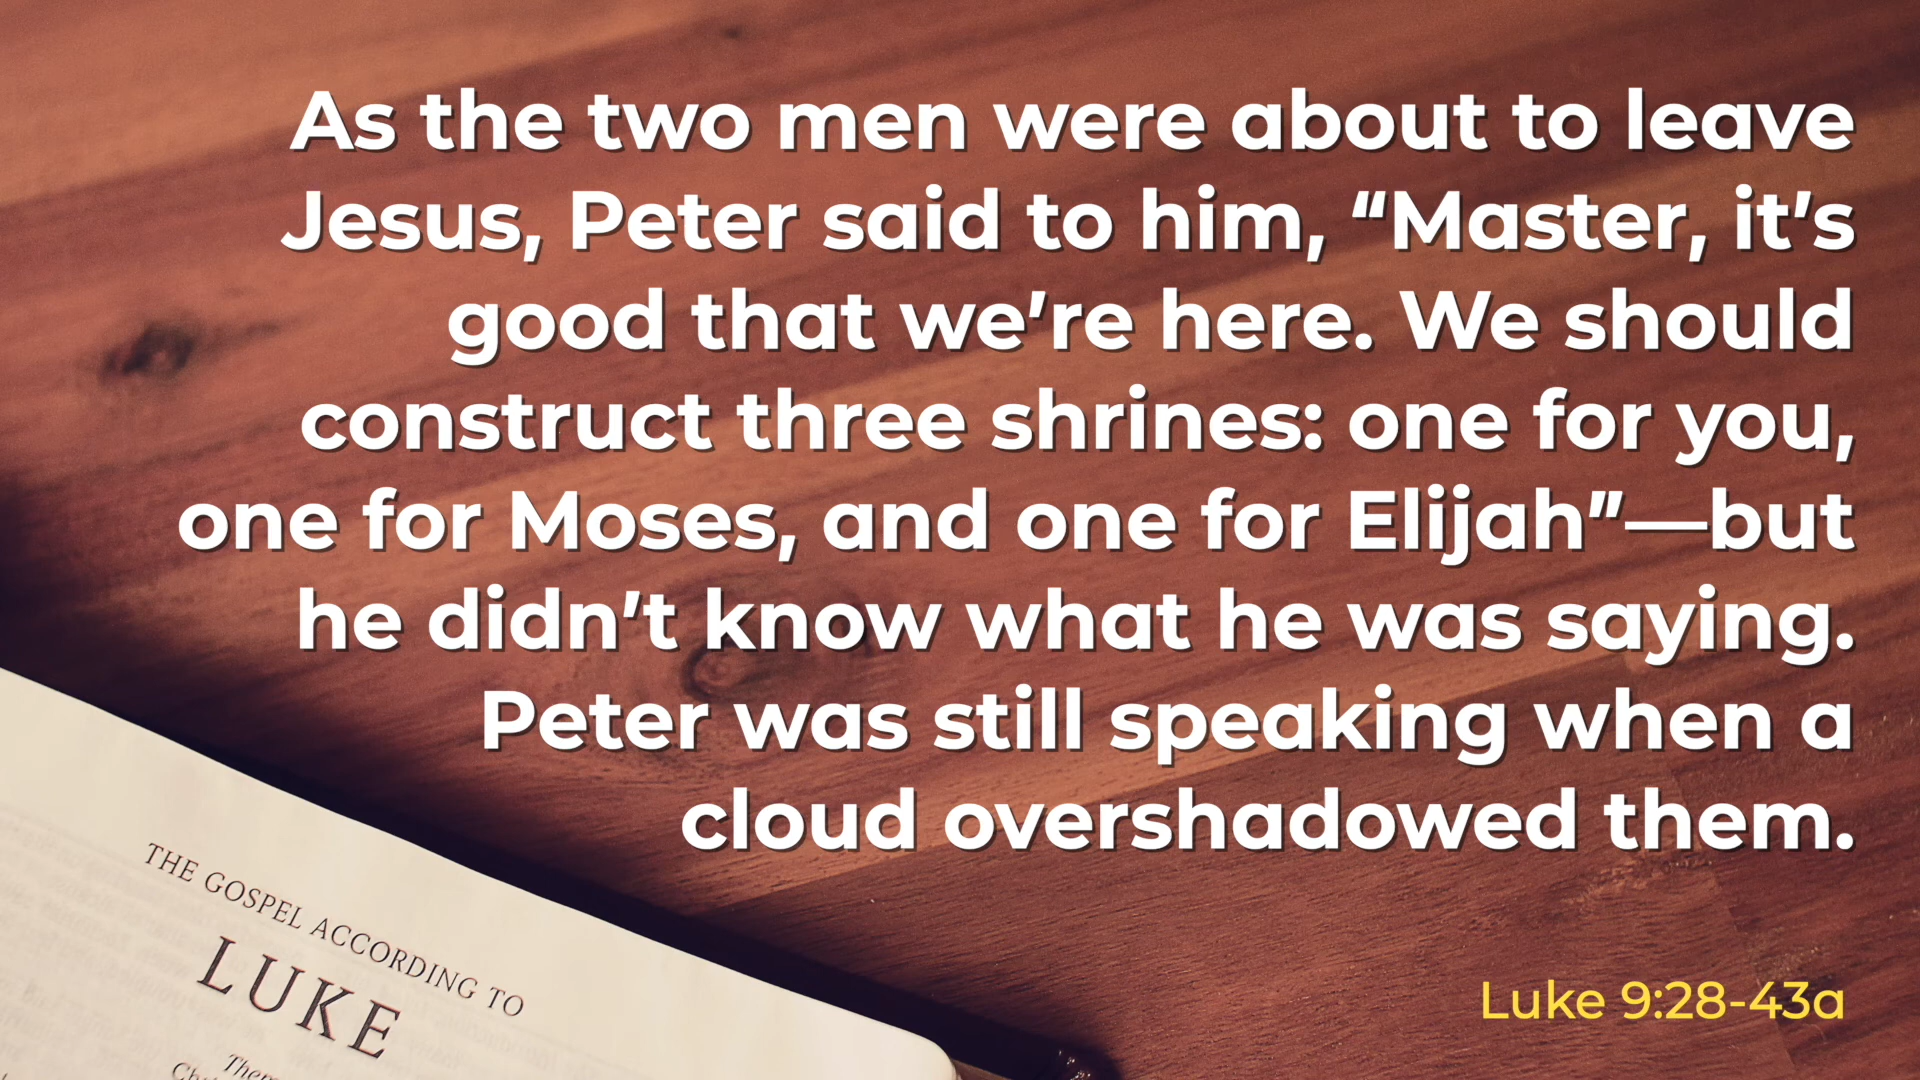 As the two men were about to leave
Jesus, Peter said to him, “Master, it’s
good that we’re here. We should
construct three shrines: one for you,
one for Moses, and one for Elijah”—but
he didn’t know what he was saying.
Peter was still speaking when a
cloud overshadowed them.
THE GOSPEL ACCORDING TO
LUKE
Luke 9:28-43a